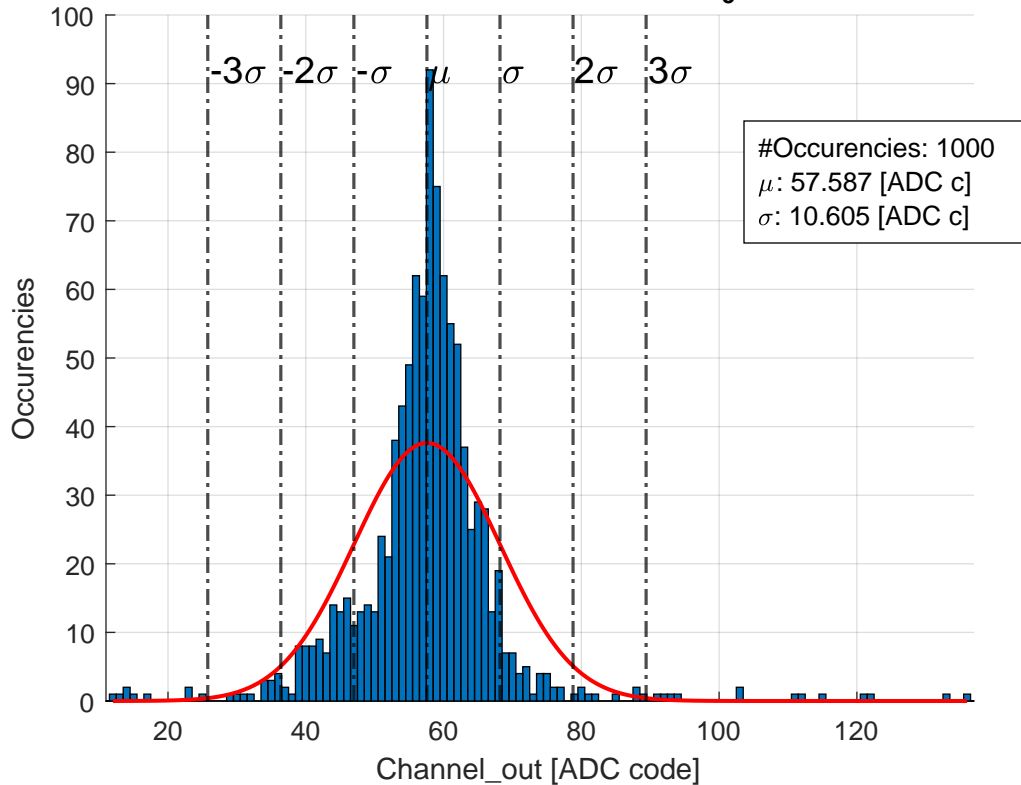 100
90
80
70
60
50
40
30
20
10
0
-3σ -2σ -σ μ σ 2σ 3σ
#Occurencies: 1000
μ: 57.587 [ADC c]
σ: 10.605 [ADC c]
Occurencies
20 40 60 80 100 120
Channel_out [ADC code]